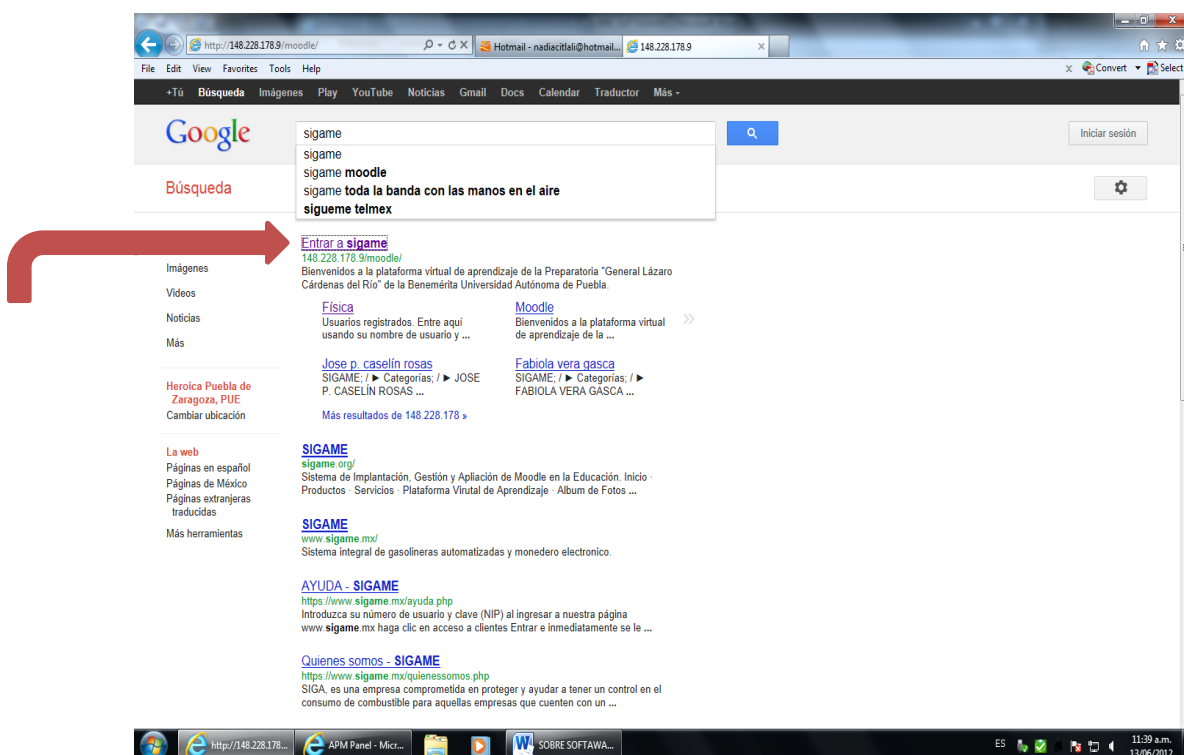 http://148.228.178.9/moodle/
Hotmail - nadiacitlali@hotmail...
148.228.178.9
File Edit View Favorites Tools Help
Convert Select
+Tú Búsqueda Imágenes Play YouTube Noticias Gmail Docs Calendar Traductor Más
Google
sigame
Iniciar sesión
sigame
sigame moodle
sigame toda la banda con las manos en el aire
sigueme telmex
Búsqueda
Entrar a sigame
148.228.178.9/moodle/
Bienvenidos a la plataforma virtual de aprendizaje de la Preparatoria "General Lázaro
Cárdenas del Río" de la Benemérita Universidad Autónoma de Puebla.
Imágenes
Videos
Noticias
Más
Física
Usuarios registrados. Entre aquí
usando su nombre de usuario y ...
Moodle
Bienvenidos a la plataforma virtual
de aprendizaje de la ...
»
Jose p. caselín rosas
SIGAME; / ► Categorías; / ► JOSE
P. CASELÍN ROSAS ...
Fabiola vera gasca
SIGAME; / ► Categorías; / ►
FABIOLA VERA GASCA ...
Más resultados de 148.228.178 »
Heroica Puebla de
Zaragoza, PUE
Cambiar ubicación
La web
Páginas en español
Páginas de México
Páginas extranjeras
traducidas
Más herramientas
SIGAME
sigame.org/
Sistema de Implantación, Gestión y Apliación de Moodle en la Educación. Inicio ·
Productos · Servicios · Plataforma Virutal de Aprendizaje · Album de Fotos ...
SIGAME
www.sigame.mx/
Sistema integral de gasolineras automatizadas y monedero electronico.
AYUDA - SIGAME
https://www.sigame.mx/ayuda.php
Introduzca su número de usuario y clave (NIP) al ingresar a nuestra página
www.sigame.mx haga clic en acceso a clientes Entrar e inmediatamente se le ...
Quienes somos - SIGAME
https://www.sigame.mx/quienessomos.php
SIGA, es una empresa comprometida en proteger y ayudar a tener un control en el
consumo de combustible para aquellas empresas que cuenten con un ...
http://148.228.178...
APM Panel - Micr...
SOBRE SOFTAWA...
ES
11:39 a.m.
13/06/2012